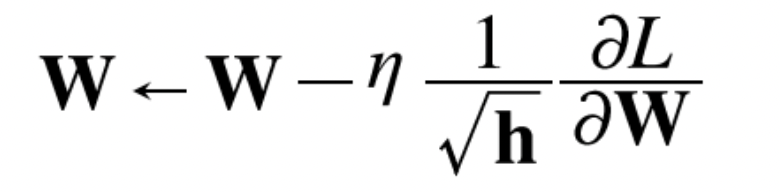 W ← W − η 1/√h ∂L/∂W